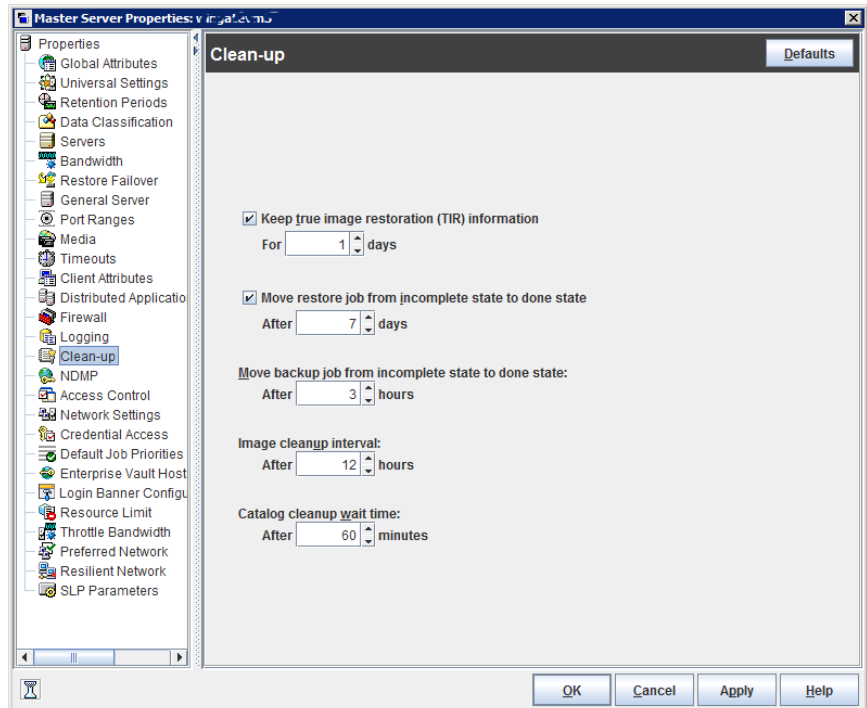 Master Server Properties:
Properties
Global Attributes
Universal Settings
Retention Periods
Data Classification
Servers
Bandwidth
Restore Failover
General Server
Port Ranges
Media
Timeouts
Client Attributes
Distributed Applicatio
Firewall
Logging
Clean-up
NDMP
Access Control
Network Settings
Credential Access
Default Job Priorities
Enterprise Vault Host
Login Banner Configu
Resource Limit
Throttle Bandwidth
Preferred Network
Resilient Network
SLP Parameters
Clean-up
Defaults
Keep true image restoration (TIR) information
For 1 days
Move restore job from incomplete state to done state
After 7 days
Move backup job from incomplete state to done state:
After 3 hours
Image cleanup interval:
After 12 hours
Catalog cleanup wait time:
After 60 minutes
OK Cancel Apply Help